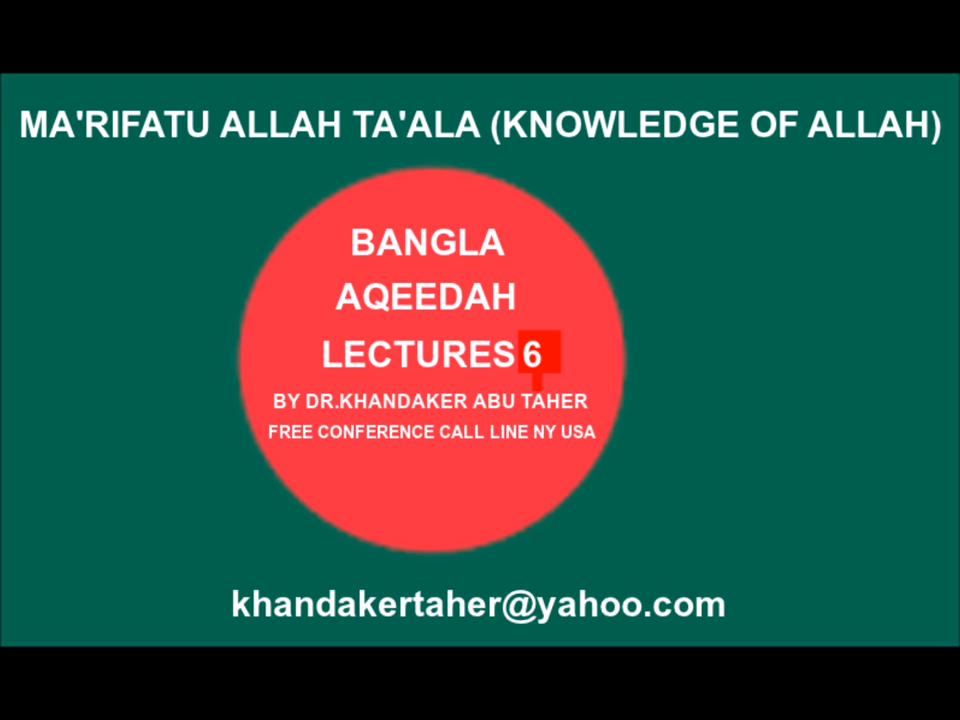 MA'RIFATU ALLAH TA'ALA (KNOWLEDGE OF ALLAH)
BANGLA
AQEEDAH
LECTURES 6
BY DR.KHANDAKER ABU TAHER
FREE CONFERENCE CALL LINE NY USA
khandakertaher@yahoo.com